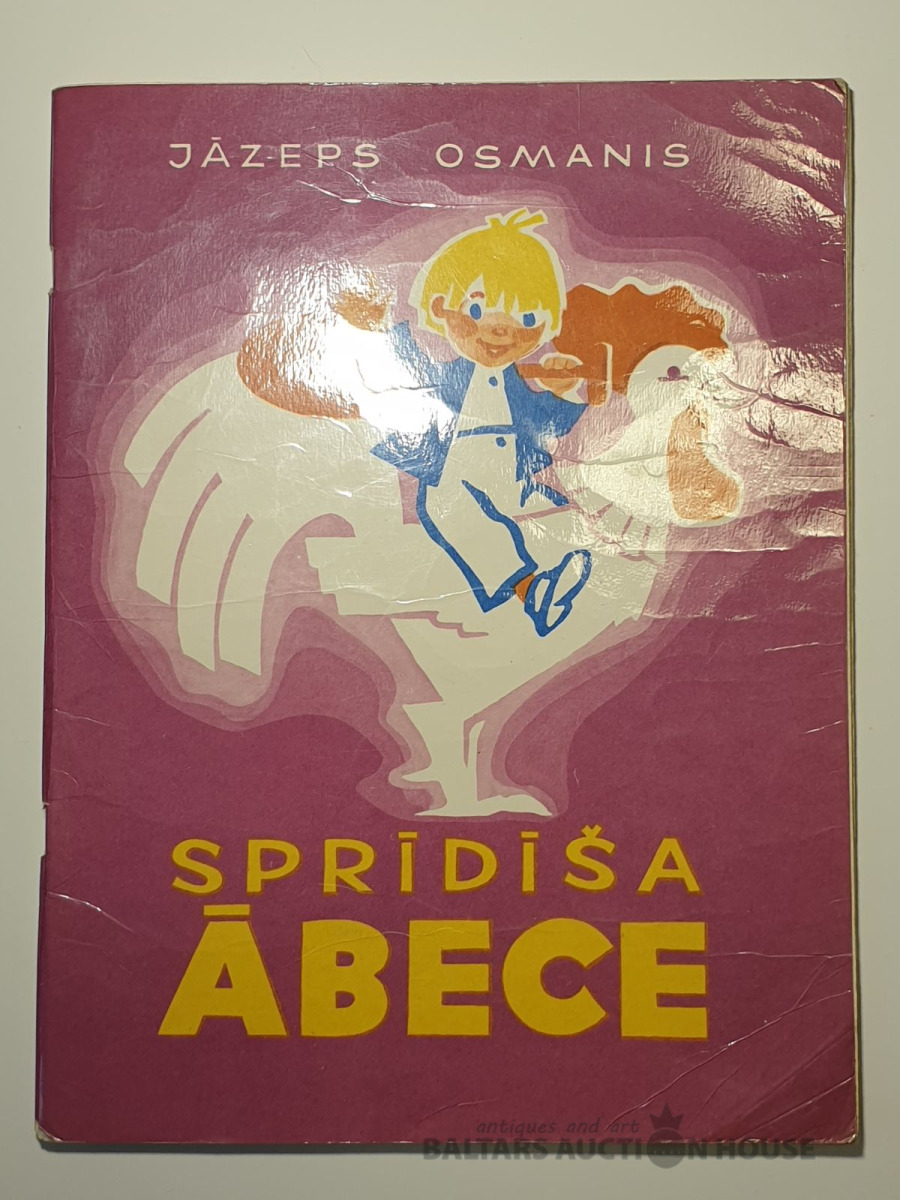 JĀZEPS OSMANIS
SPRĪDĪŠA
ĀBECE
antiques and art
BALTARS AUCTION HOUSE